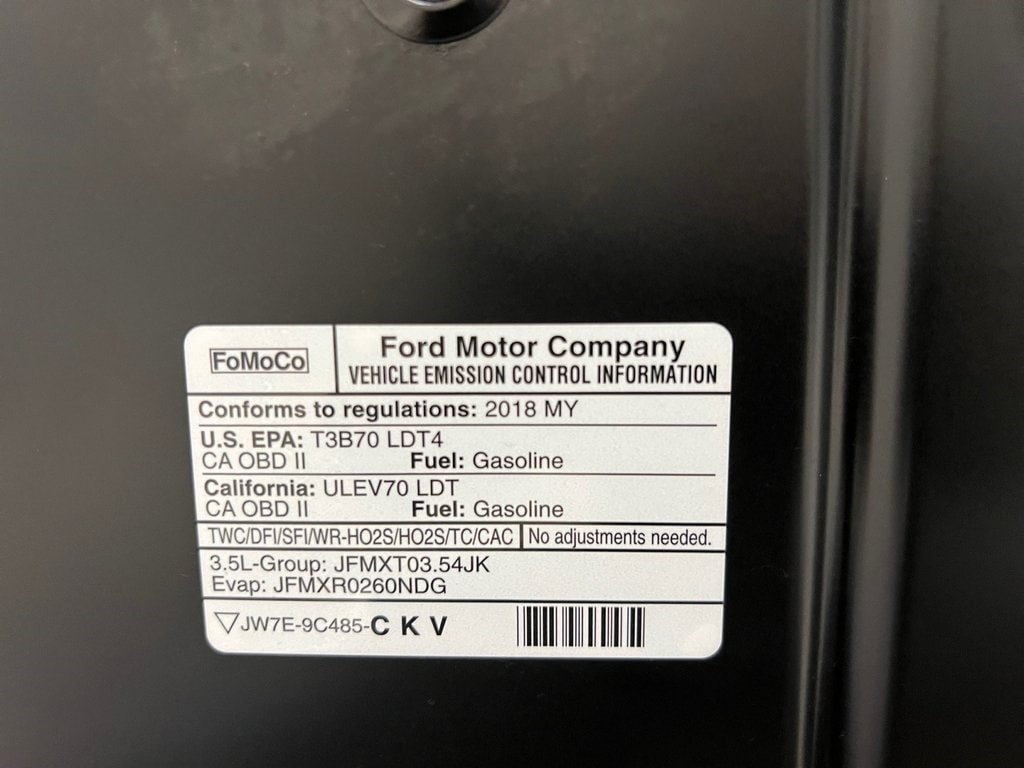 FoMoCo
Ford Motor Company
VEHICLE EMISSION CONTROL INFORMATION
Conforms to regulations: 2018 MY
U.S. EPA: T3B70 LDT4
CA OBD II Fuel: Gasoline
California: ULEV70 LDT
CA OBD II Fuel: Gasoline
TWC/DFI/SFI/WR-HO2S/HO2S/TC/CAC No adjustments needed.
3.5L-Group: JFMXT03.54JK
Evap: JFMXR0260NDG
▽JW7E-9C485-C K V